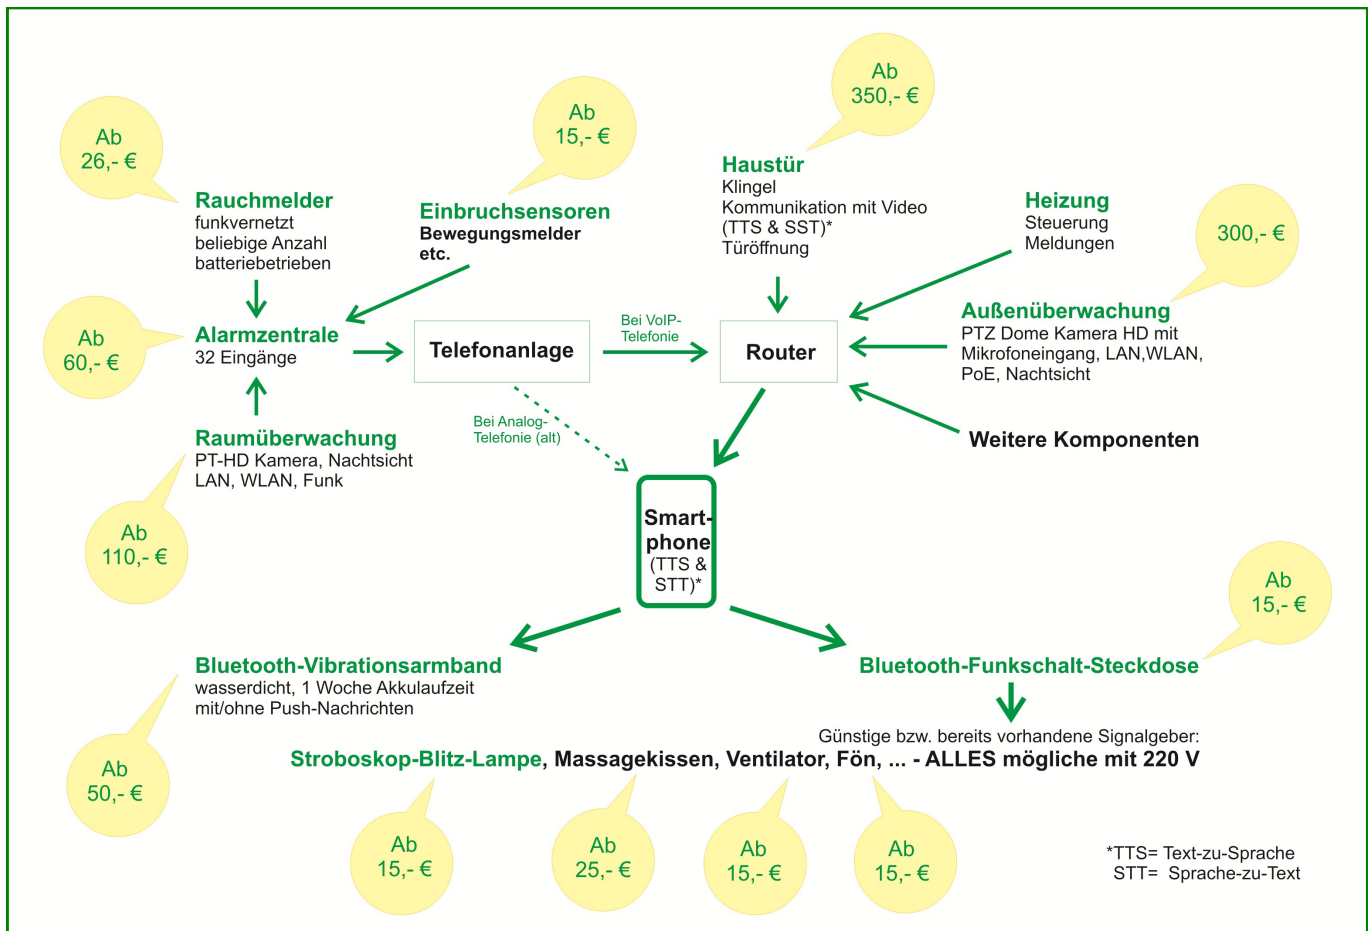 Ab
350,- €
Ab
15,- €
Ab
26,- €
Haustür
Klingel
Kommunikation mit Video
(TTS & SST)*
Türöffnung
Rauchmelder
funkvernetzt
beliebige Anzahl
batteriebetrieben
Einbruchsensoren
Bewegungsmelder
etc.
Heizung
Steuerung
Meldungen
300,- €
Ab
60,- €
Alarmzentrale
32 Eingänge
Telefonanlage
Bei VoIP-
Telefonie
Router
Außenüberwachung
PTZ Dome Kamera HD mit
Mikrofoneingang, LAN,WLAN,
PoE, Nachtsicht
Bei Analog-
Telefonie (alt)
Raumüberwachung
PT-HD Kamera, Nachtsicht
LAN, WLAN, Funk
Weitere Komponenten
Ab
110,- €
Smart-
phone
(TTS &
STT)*
Ab
15,- €
Bluetooth-Vibrationsarmband
wasserdicht, 1 Woche Akkulaufzeit
mit/ohne Push-Nachrichten
Bluetooth-Funkschalt-Steckdose
Ab
50,- €
Günstige bzw. bereits vorhandene Signalgeber:
Stroboskop-Blitz-Lampe, Massagekissen, Ventilator, Fön, ... - ALLES mögliche mit 220 V
Ab
15,- €
Ab
25,- €
Ab
15,- €
Ab
15,- €
*TTS= Text-zu-Sprache
STT= Sprache-zu-Text